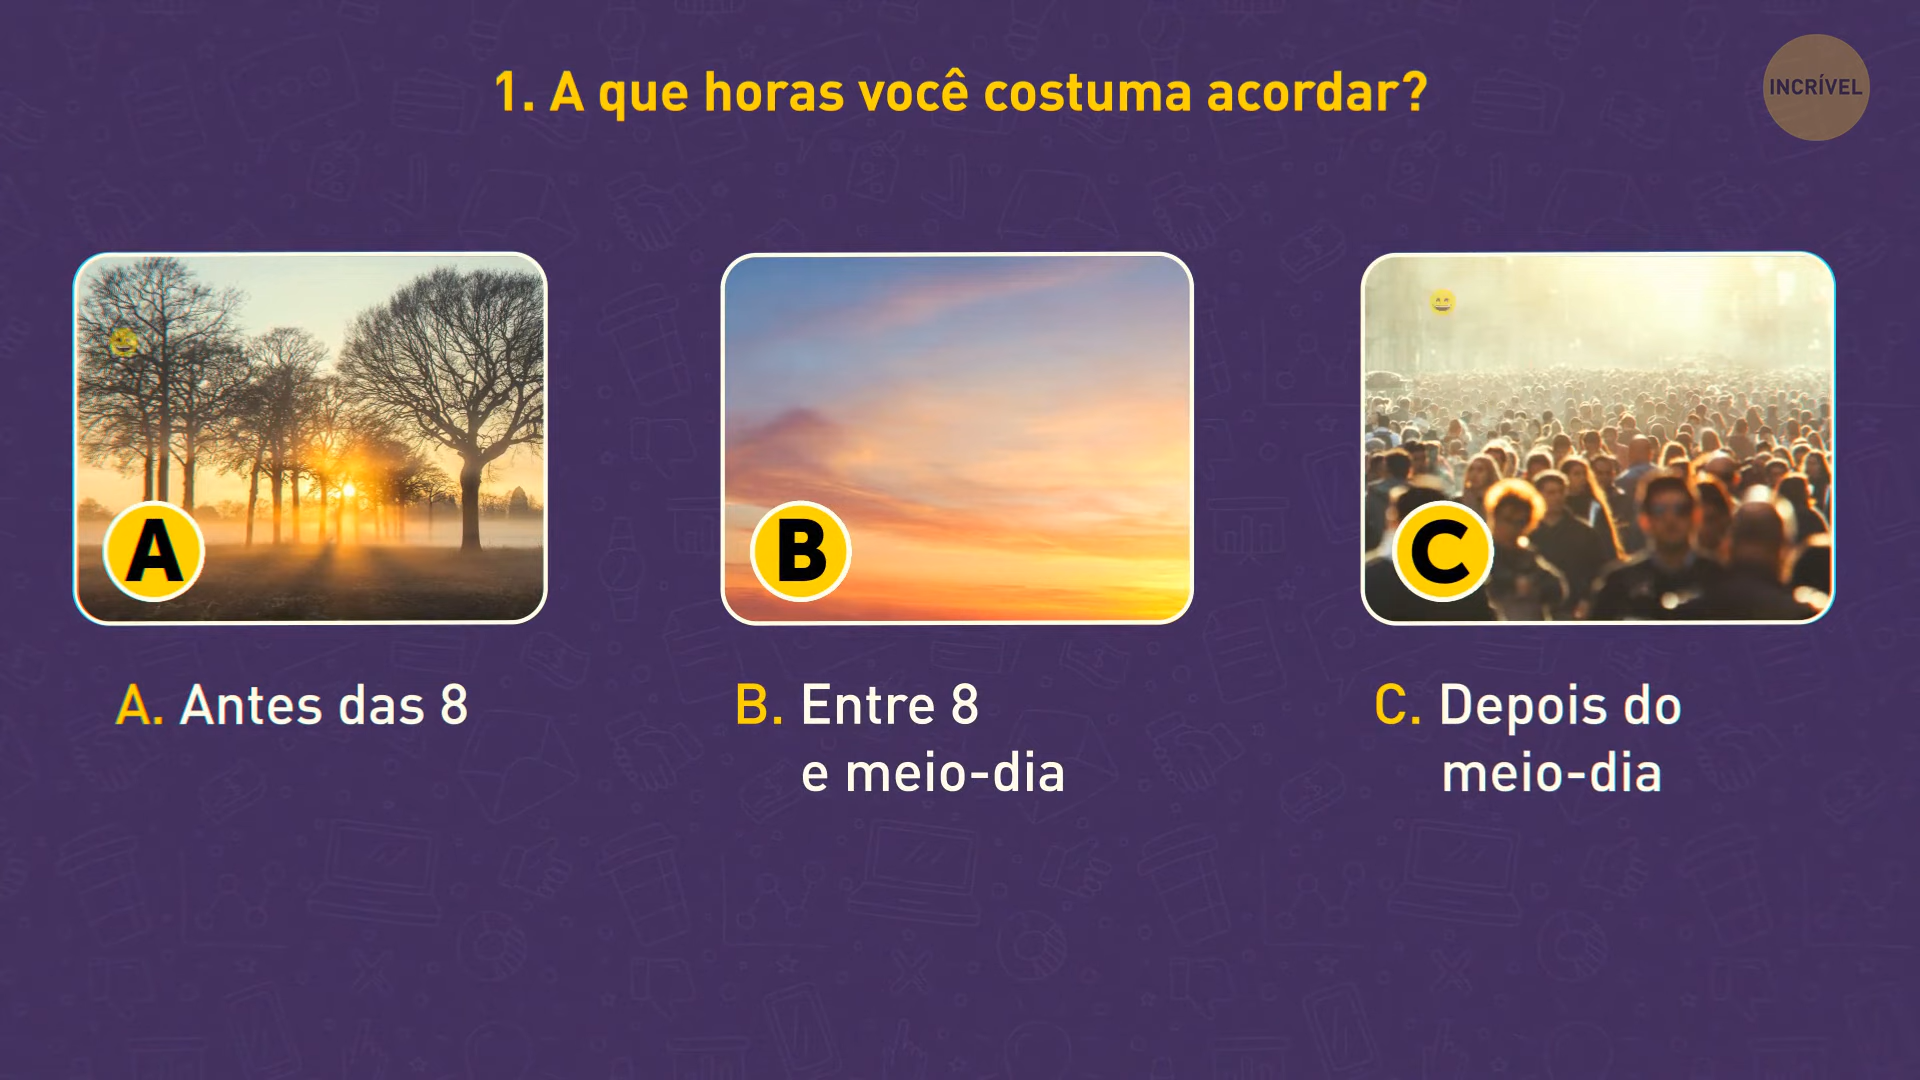 1. A que horas você costuma acordar?
INCRÍVEL
A
B
C
A. Antes das 8
B. Entre 8
e meio-dia
C. Depois do
meio-dia